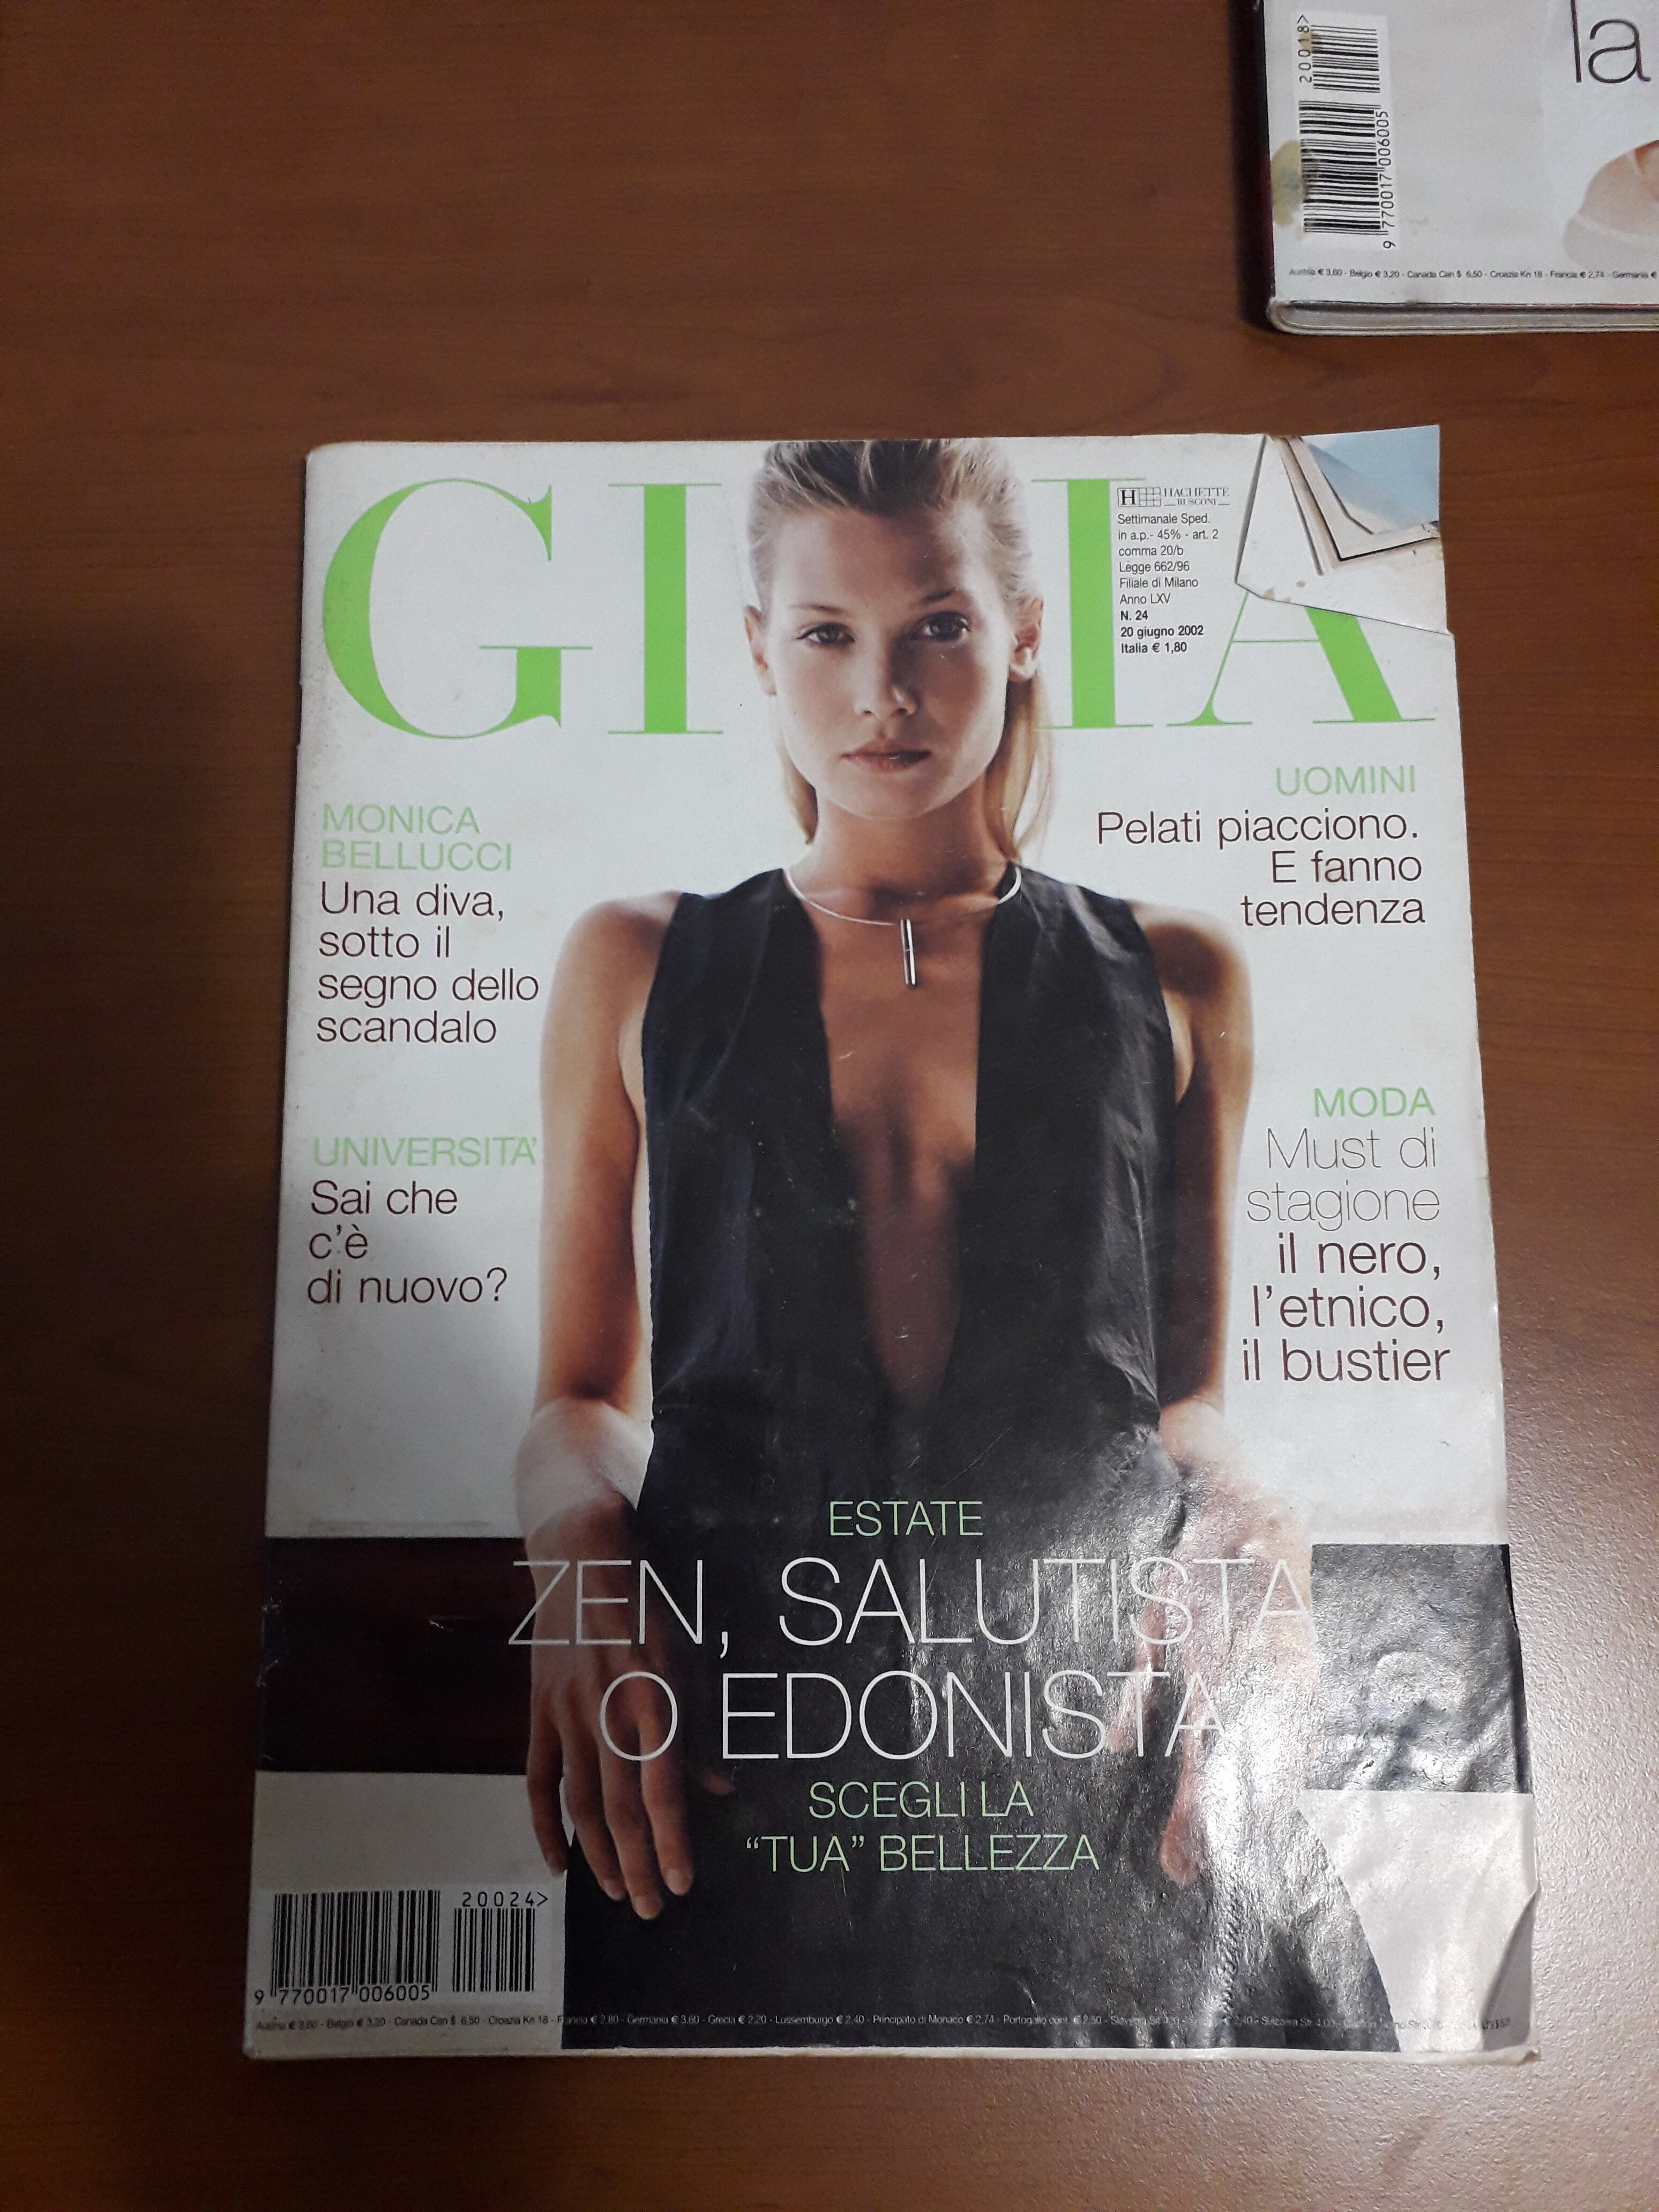 la
20018>
9 770017 006005
Austria € 3,60 - Belgio € 3,20 - Canada Can $ 6,50 - Croazia Kn 18 - Francia € 2,74 - Germania €
GI IA
H HACHETTE
RUSCONI
Settimanale Sped.
in a.p.- 45% - art. 2
comma 20/b
Legge 662/96
Filiale di Milano
Anno LXV
N. 24
20 giugno 2002
Italia € 1,80
MONICA
BELLUCCI
Una diva,
sotto il
segno dello
scandalo
UNIVERSITA'
Sai che
c'è
di nuovo?
UOMINI
Pelati piacciono.
E fanno
tendenza
MODA
Must di
stagione
il nero,
l'etnico,
il bustier
ESTATE
ZEN, SALUTISTA
O EDONISTA
SCEGLI LA
“TUA” BELLEZZA
20024>
9 770017 006005
Austria € 3,60 - Belgio € 3,20 - Canada Can $ 6,50 - Croazia Kn 18 - Francia € 2,80 - Germania € 3,60 - Grecia € 2,20 - Lussemburgo € 2,40 - Principato di Monaco € 2,74 - Portogallo cont. € 2,50